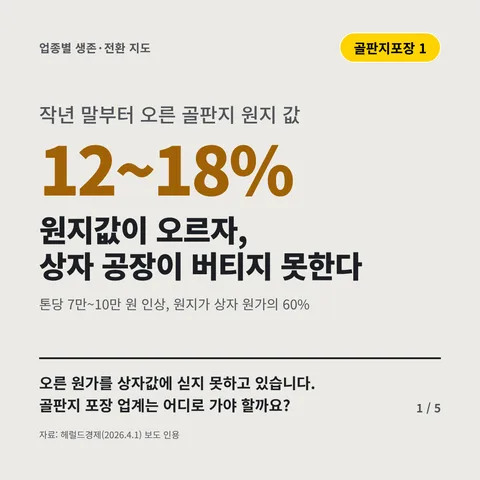 업종별 생존·전환 지도
골판지포장 1
작년 말부터 오른 골판지 원지 값
12~18%
원지값이 오르자,
상자 공장이 버티지 못한다
톤당 7만~10만 원 인상, 원지가 상자 원가의 60%
오른 원가를 상자값에 싣지 못하고 있습니다.
골판지 포장 업계는 어디로 가야 할까요?
1 / 5
자료: 헤럴드경제(2026.4.1) 보도 인용